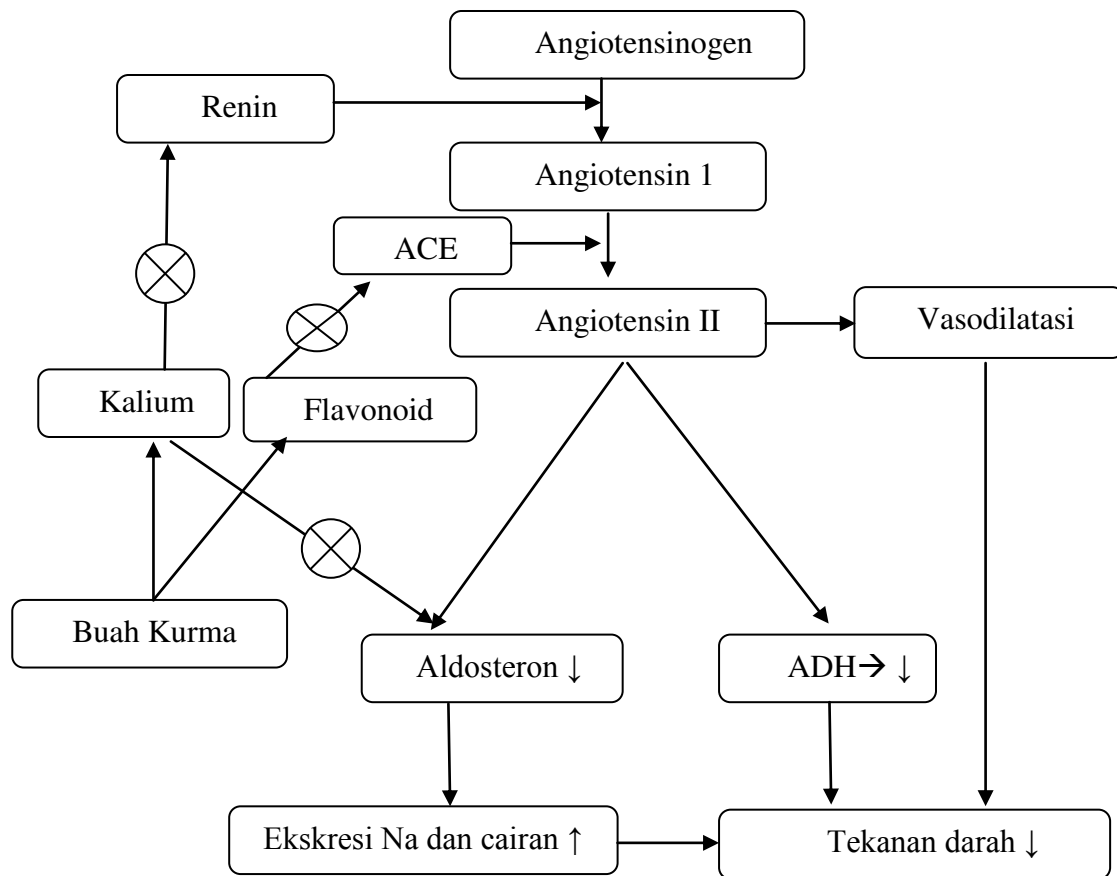 Angiotensinogen
Renin
Angiotensin 1
ACE
Angiotensin II
Vasodilatasi
Kalium
Flavonoid
Buah Kurma
Aldosteron ↓
ADH→ ↓
Ekskresi Na dan cairan ↑
Tekanan darah ↓